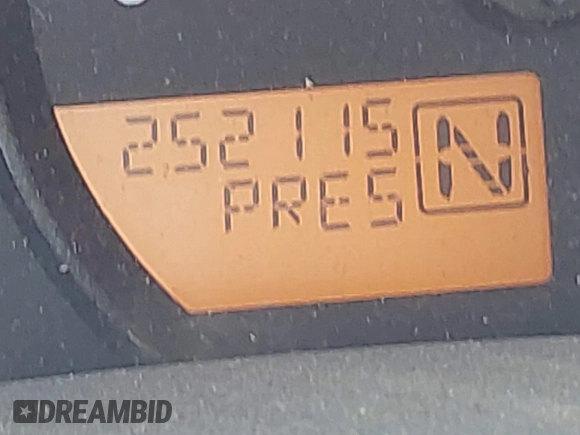 252115
PRES
N
DREAMBID